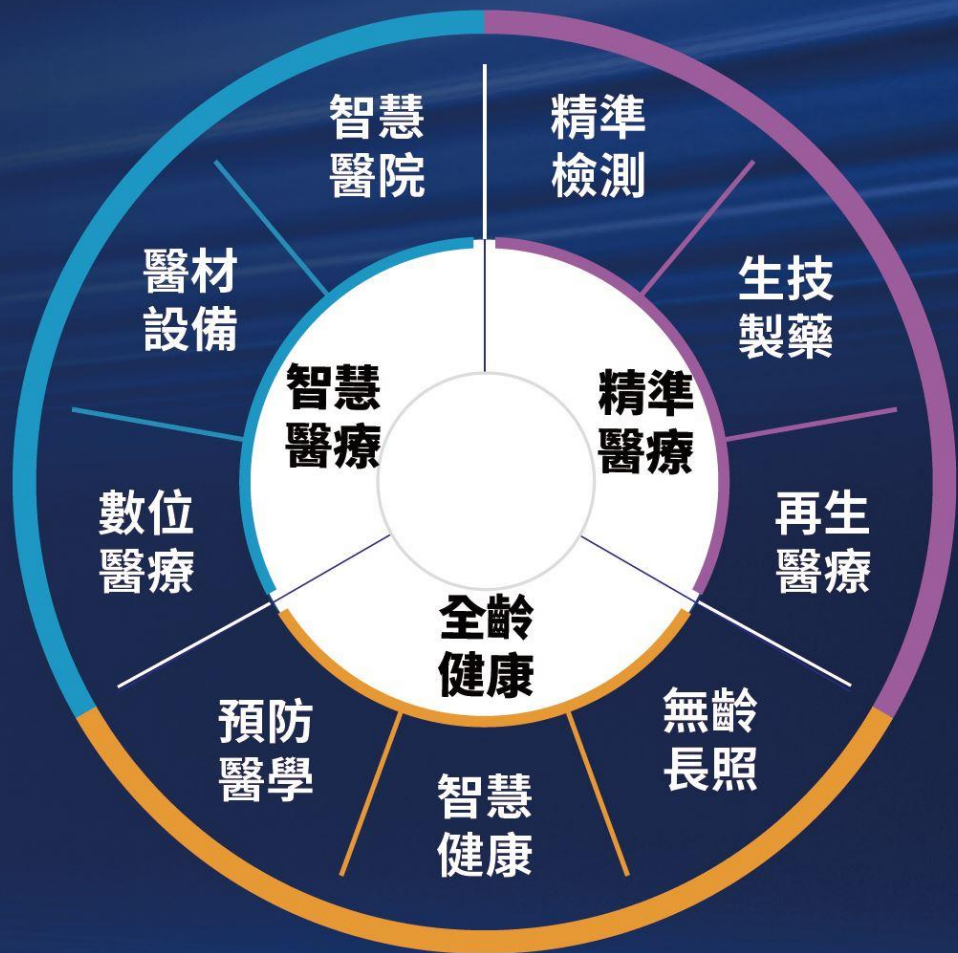 智慧
醫院
精準
檢測
醫材
設備
生技
製藥
智慧
醫療
精準
醫療
數位
醫療
再生
醫療
全齡
健康
預防
醫學
智慧
健康
無齡
長照